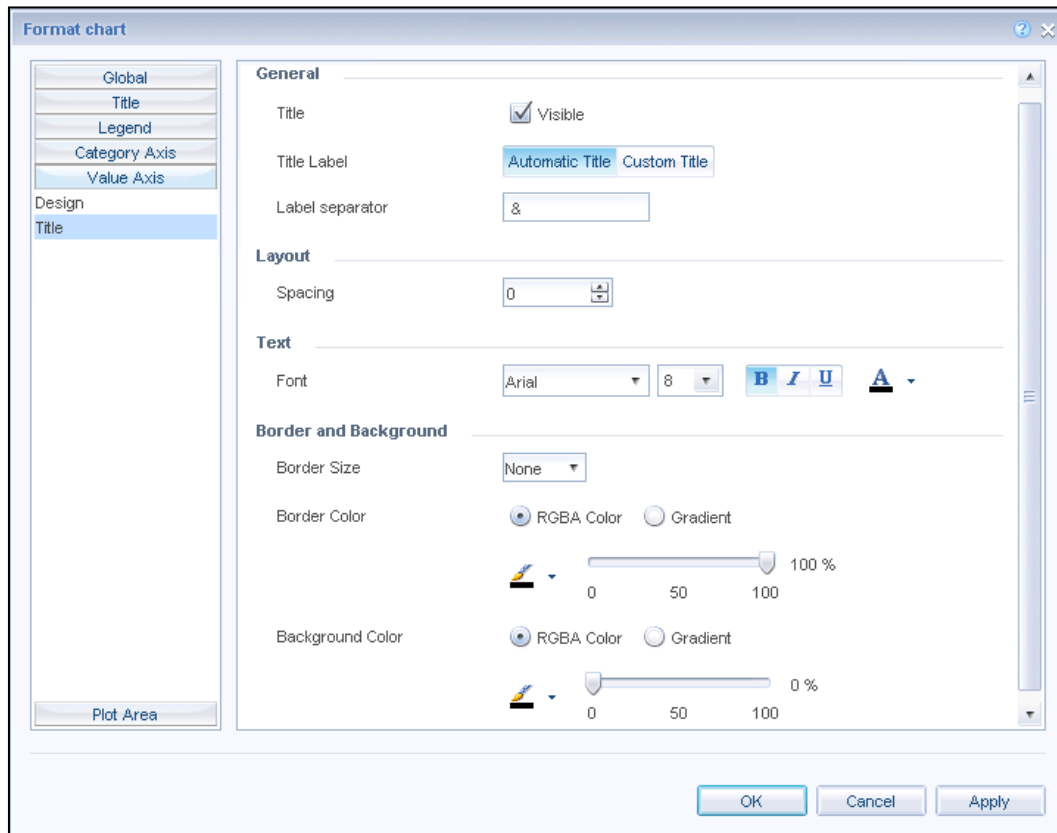 Format chart
Global
Title
Legend
Category Axis
Value Axis
Design
Title
Plot Area
General
Title Visible
Title Label Automatic Title Custom Title
Label separator &
Layout
Spacing 0
Text
Font Arial 8 B I U A
Border and Background
Border Size None
Border Color RGBA Color Gradient
100 %
0 50 100
Background Color RGBA Color Gradient
0 %
0 50 100
OK Cancel Apply